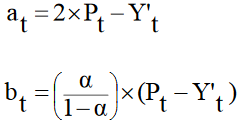 a_t = 2×P_t − Y'_t
b_t = (α / (1−α)) × (P_t − Y'_t)